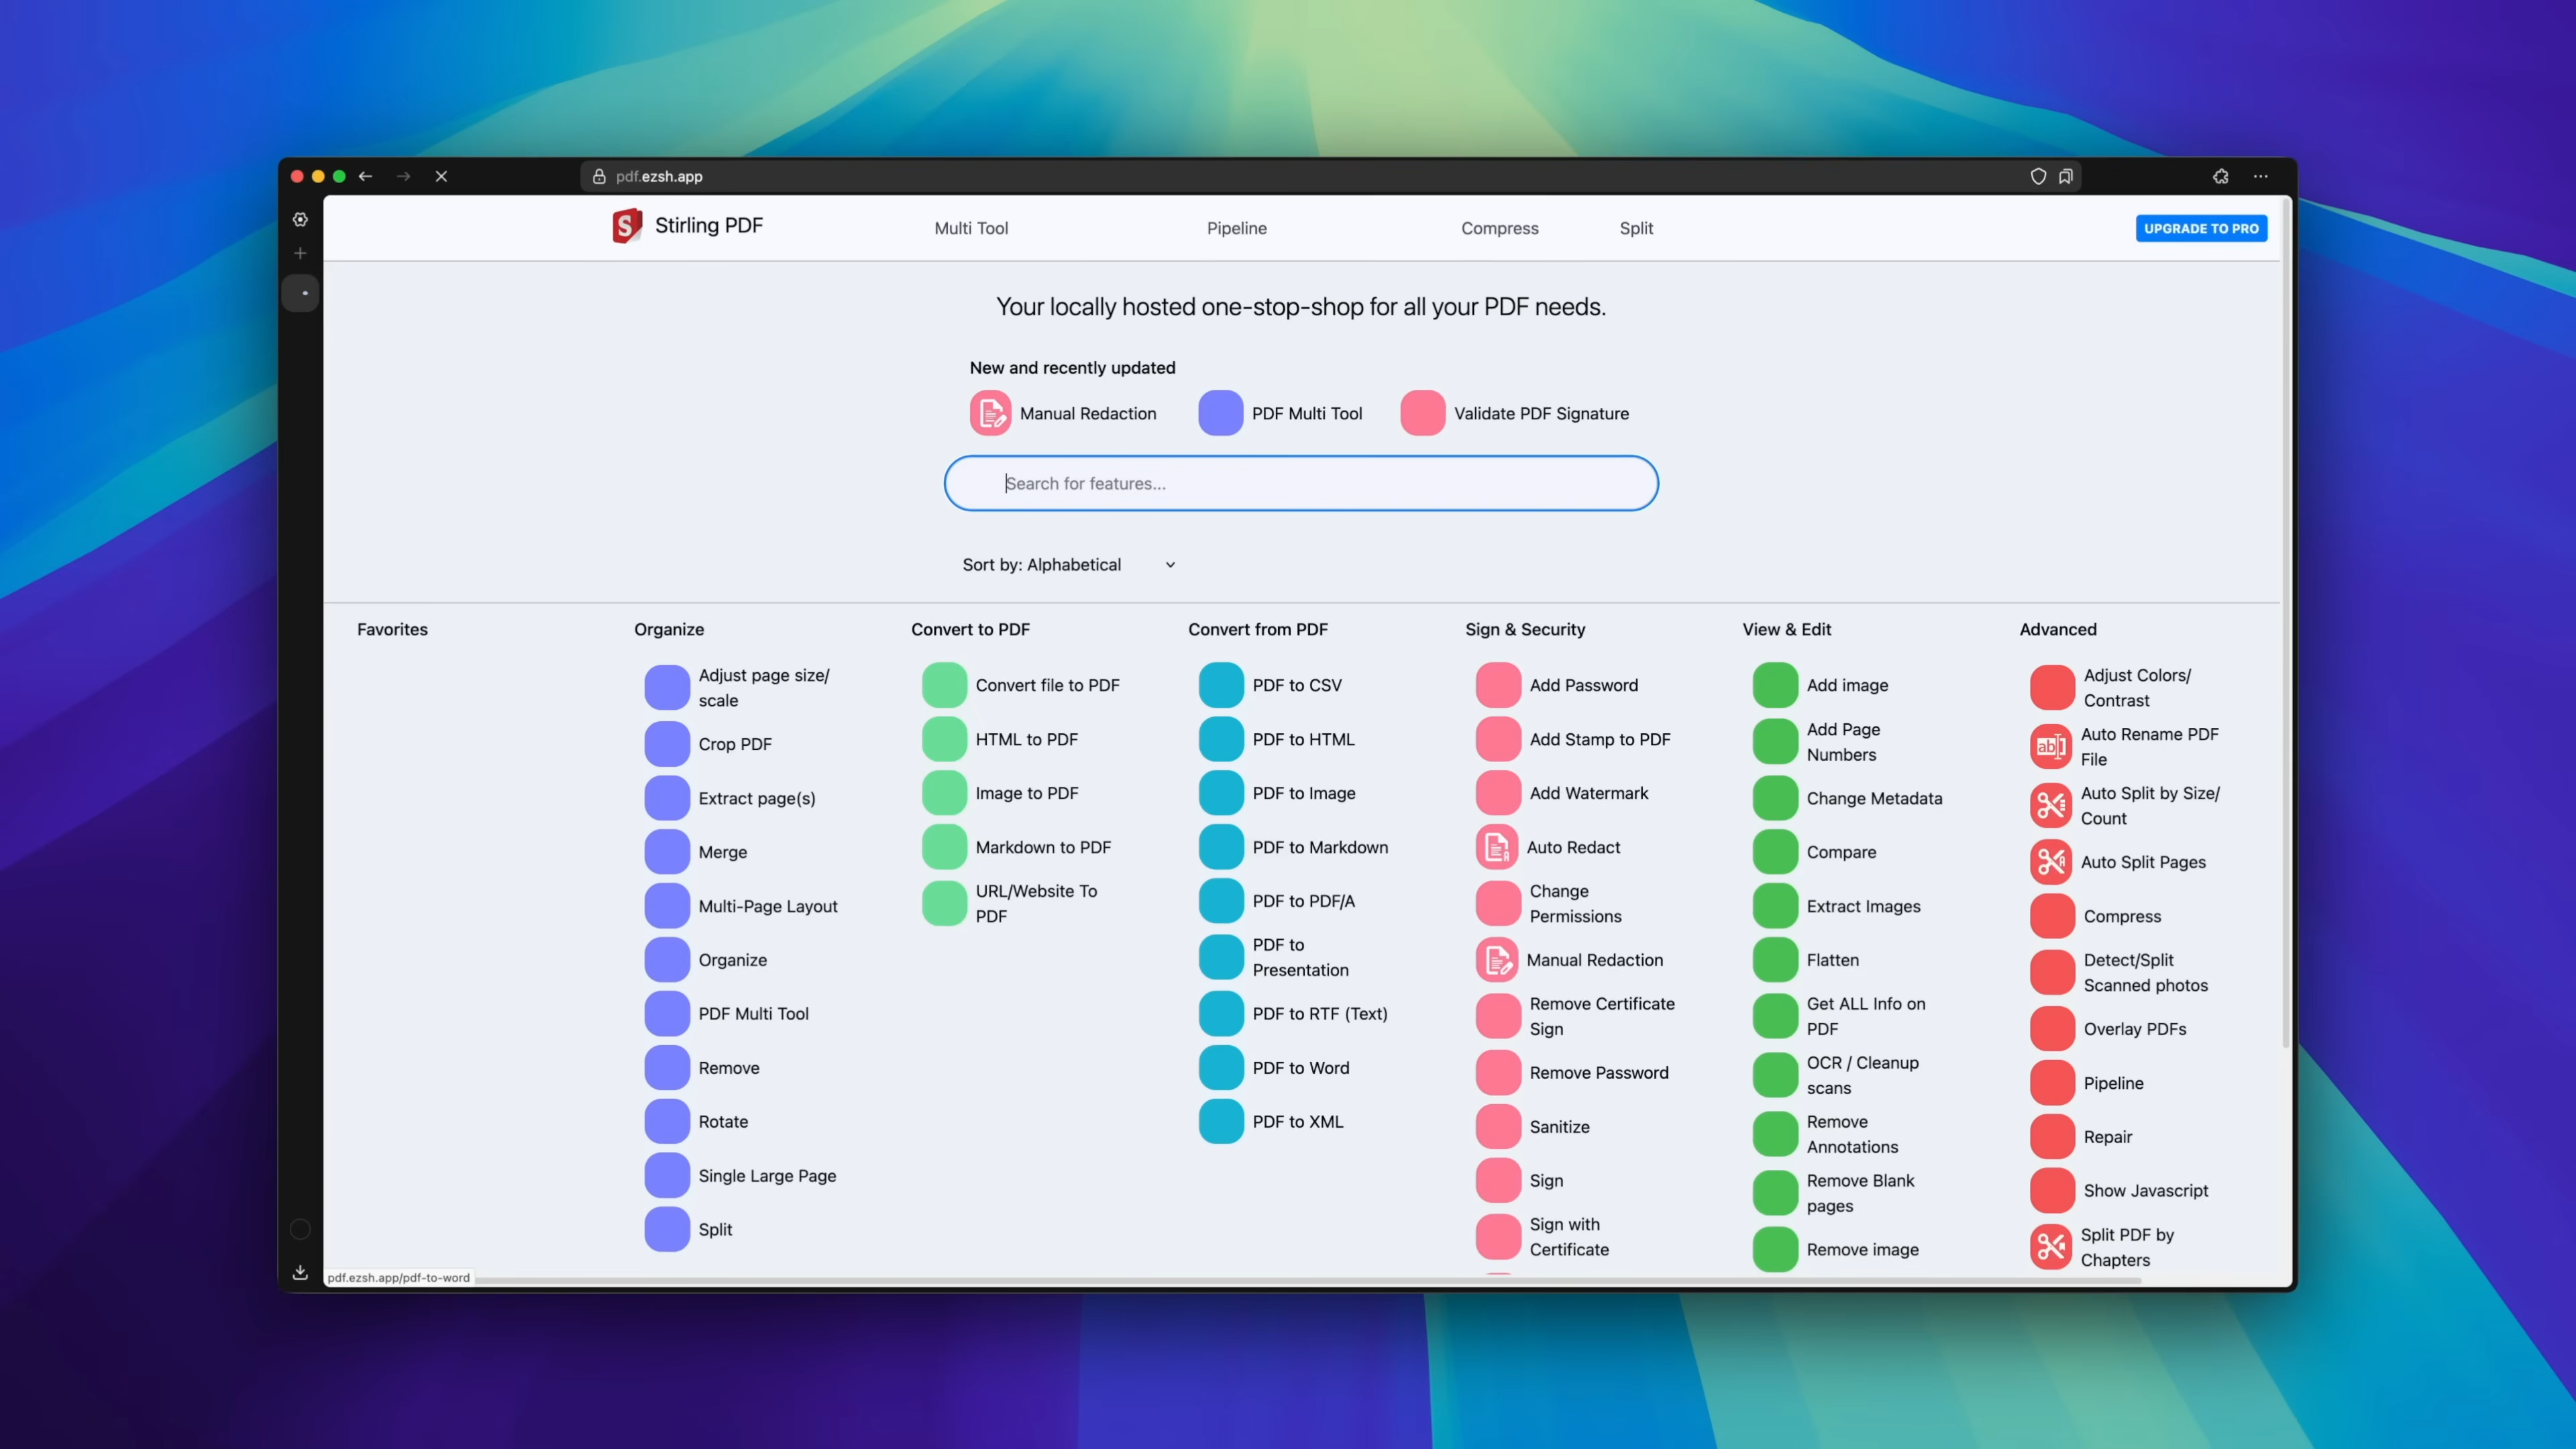 pdf.ezsh.app
Stirling PDF
Multi Tool
Pipeline
Compress
Split
UPGRADE TO PRO
Your locally hosted one-stop-shop for all your PDF needs.
New and recently updated
Manual Redaction
PDF Multi Tool
Validate PDF Signature
Search for features...
Sort by: Alphabetical
Favorites
Organize
Adjust page size/
scale
Crop PDF
Extract page(s)
Merge
Multi-Page Layout
Organize
PDF Multi Tool
Remove
Rotate
Single Large Page
Split
Convert to PDF
Convert file to PDF
HTML to PDF
Image to PDF
Markdown to PDF
URL/Website To
PDF
Convert from PDF
PDF to CSV
PDF to HTML
PDF to Image
PDF to Markdown
PDF to PDF/A
PDF to
Presentation
PDF to RTF (Text)
PDF to Word
PDF to XML
Sign & Security
Add Password
Add Stamp to PDF
Add Watermark
Auto Redact
Change
Permissions
Manual Redaction
Remove Certificate
Sign
Remove Password
Sanitize
Sign
Sign with
Certificate
View & Edit
Add image
Add Page
Numbers
Change Metadata
Compare
Extract Images
Flatten
Get ALL Info on
PDF
OCR / Cleanup
scans
Remove
Annotations
Remove Blank
pages
Remove image
Advanced
Adjust Colors/
Contrast
Auto Rename PDF
File
Auto Split by Size/
Count
Auto Split Pages
Compress
Detect/Split
Scanned photos
Overlay PDFs
Pipeline
Repair
Show Javascript
Split PDF by
Chapters
pdf.ezsh.app/pdf-to-word